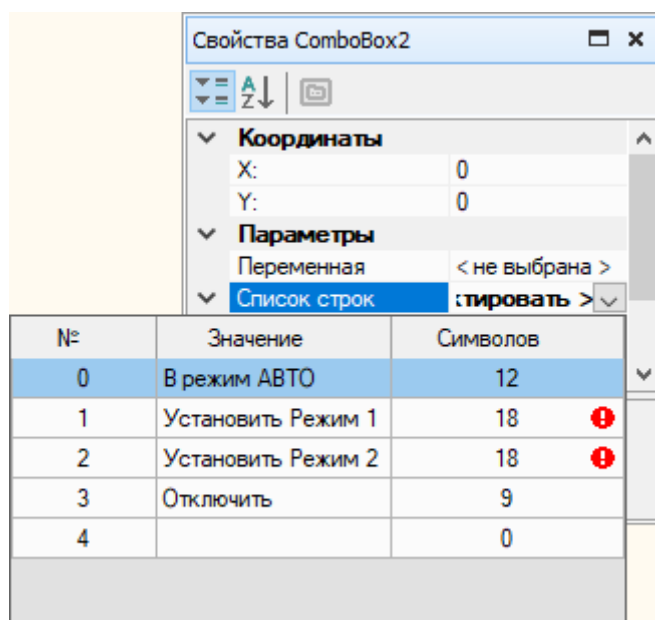 Свойства ComboBox2
Координаты
X: 0
Y: 0
Параметры
Переменная < не выбрана >
Список строк тировать >
№ Значение Символов
0 В режим АВТО 12
1 Установить Режим 1 18
2 Установить Режим 2 18
3 Отключить 9
4 0